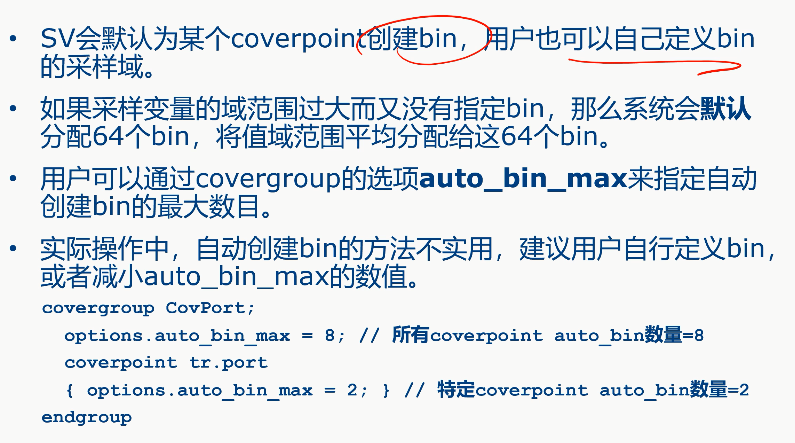 • SV会默认为某个coverpoint创建bin，用户也可以自己定义bin
的采样域。
• 如果采样变量的域范围过大而又没有指定bin，那么系统会默认
分配64个bin，将值域范围平均分配给这64个bin。
• 用户可以通过covergroup的选项auto_bin_max来指定自动
创建bin的最大数目。
• 实际操作中，自动创建bin的方法不实用，建议用户自行定义bin，
或者减小auto_bin_max的数值。
covergroup CovPort;
options.auto_bin_max = 8; // 所有coverpoint auto_bin数量=8
coverpoint tr.port
{ options.auto_bin_max = 2; } // 特定coverpoint auto_bin数量=2
endgroup